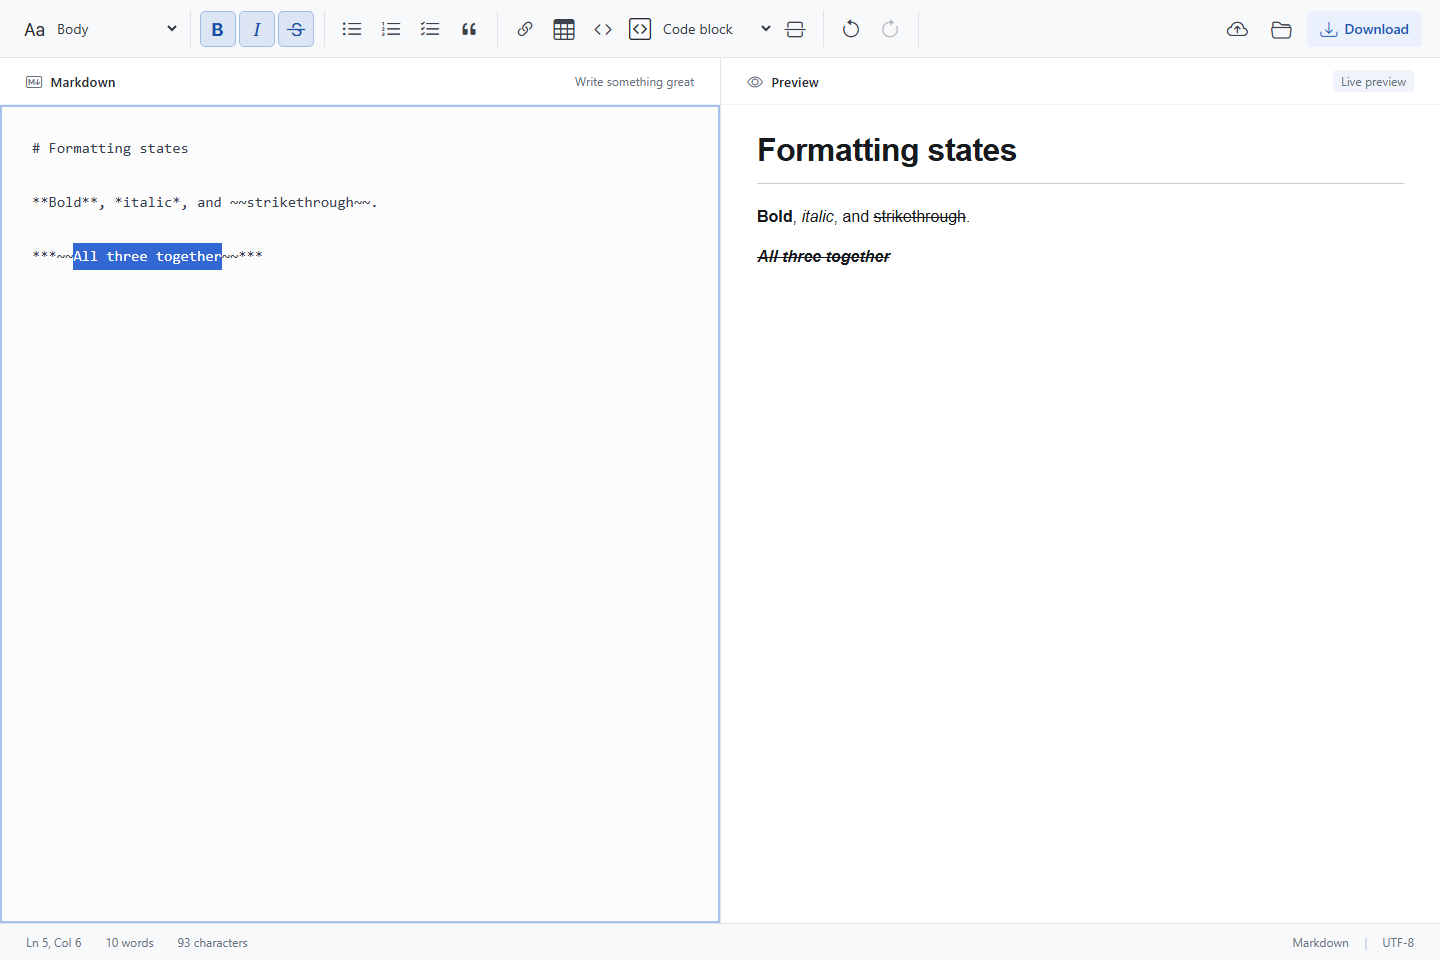 Aa Body B I S Code block Download
Markdown Write something great
Preview Live preview
# Formatting states
**Bold**, *italic*, and ~~strikethrough~~.
***~~All three together~~***
Formatting states
Bold, italic, and strikethrough.
All three together
Ln 5, Col 6 10 words 93 characters
Markdown | UTF-8